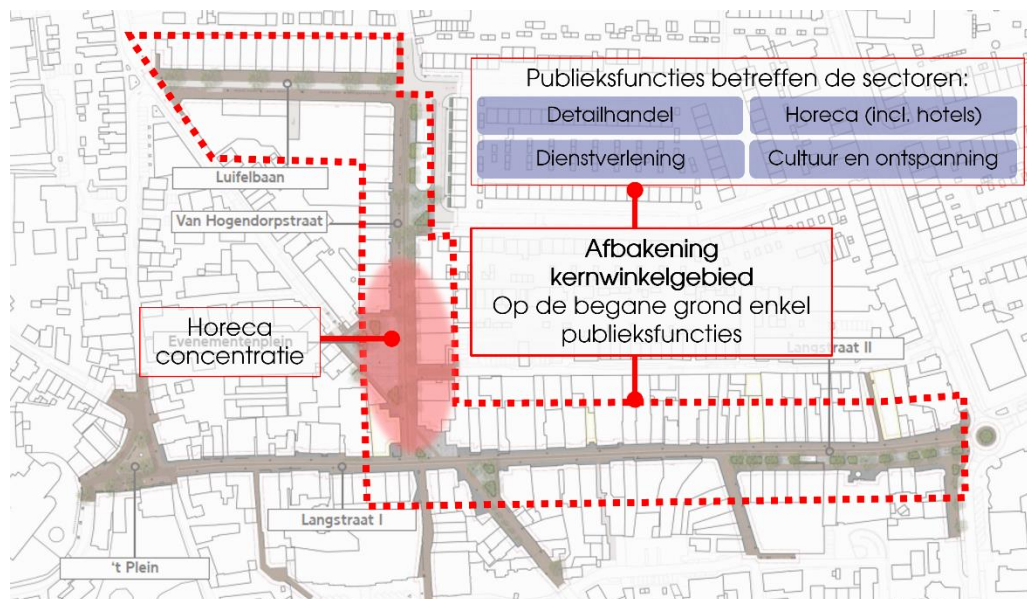 Publieksfuncties betreffen de sectoren:
Detailhandel
Horeca (incl. hotels)
Dienstverlening
Cultuur en ontspanning
Luifelbaan
Van Hogendorpstraat
Afbakening
kernwinkelgebied
Op de begane grond enkel
publieksfuncties
Horeca
Evenementenplein
concentratie
Langstraat II
Langstraat I
't Plein